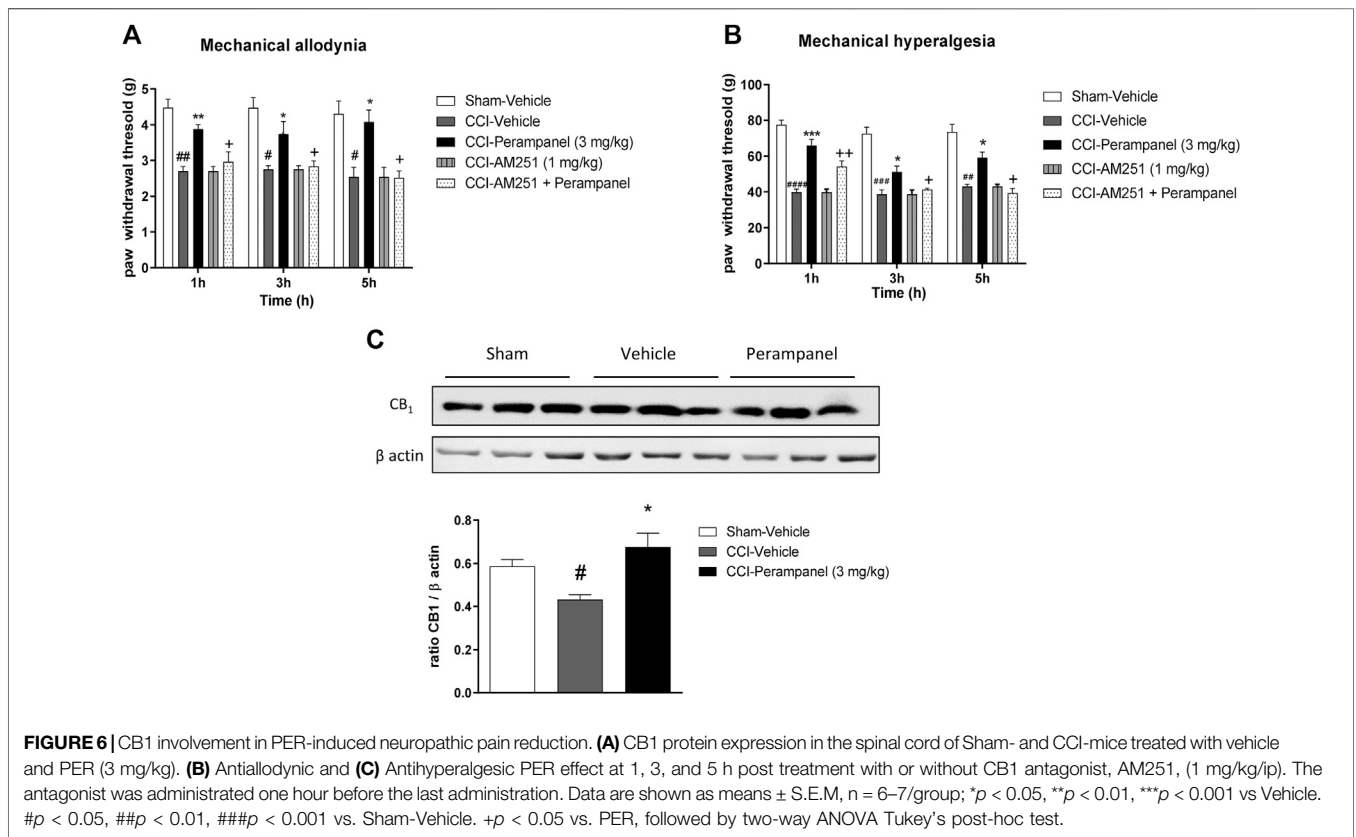 A
Mechanical allodynia
paw withdrawal thresold (g)
5
4
3
2
1
0
##
**
+
#
*
+
#
*
+
1h
3h
5h
Time (h)
Sham-Vehicle
CCI-Vehicle
CCI-Perampanel (3 mg/kg)
CCI-AM251 (1 mg/kg)
CCI-AM251 + Perampanel
B
Mechanical hyperalgesia
paw withdrawal thresold (g)
100
80
60
40
20
0
####
***
++
###
*
+
##
*
+
1h
3h
5h
Time (h)
Sham-Vehicle
CCI-Vehicle
CCI-Perampanel (3 mg/kg)
CCI-AM251 (1 mg/kg)
CCI-AM251 + Perampanel
C
Sham Vehicle Perampanel
CB1
β actin
ratio CB1 / β actin
0.8
0.6
0.4
0.2
0.0
#
*
Sham-Vehicle
CCI-Vehicle
CCI-Perampanel (3 mg/kg)
FIGURE 6 | CB1 involvement in PER-induced neuropathic pain reduction. (A) CB1 protein expression in the spinal cord of Sham- and CCI-mice treated with vehicle
and PER (3 mg/kg). (B) Antiallodynic and (C) Antihyperalgesic PER effect at 1, 3, and 5 h post treatment with or without CB1 antagonist, AM251, (1 mg/kg/ip). The
antagonist was administrated one hour before the last administration. Data are shown as means ± S.E.M, n = 6–7/group; *p < 0.05, **p < 0.01, ***p < 0.001 vs Vehicle.
#p < 0.05, ##p < 0.01, ###p < 0.001 vs. Sham-Vehicle. +p < 0.05 vs. PER, followed by two-way ANOVA Tukey's post-hoc test.